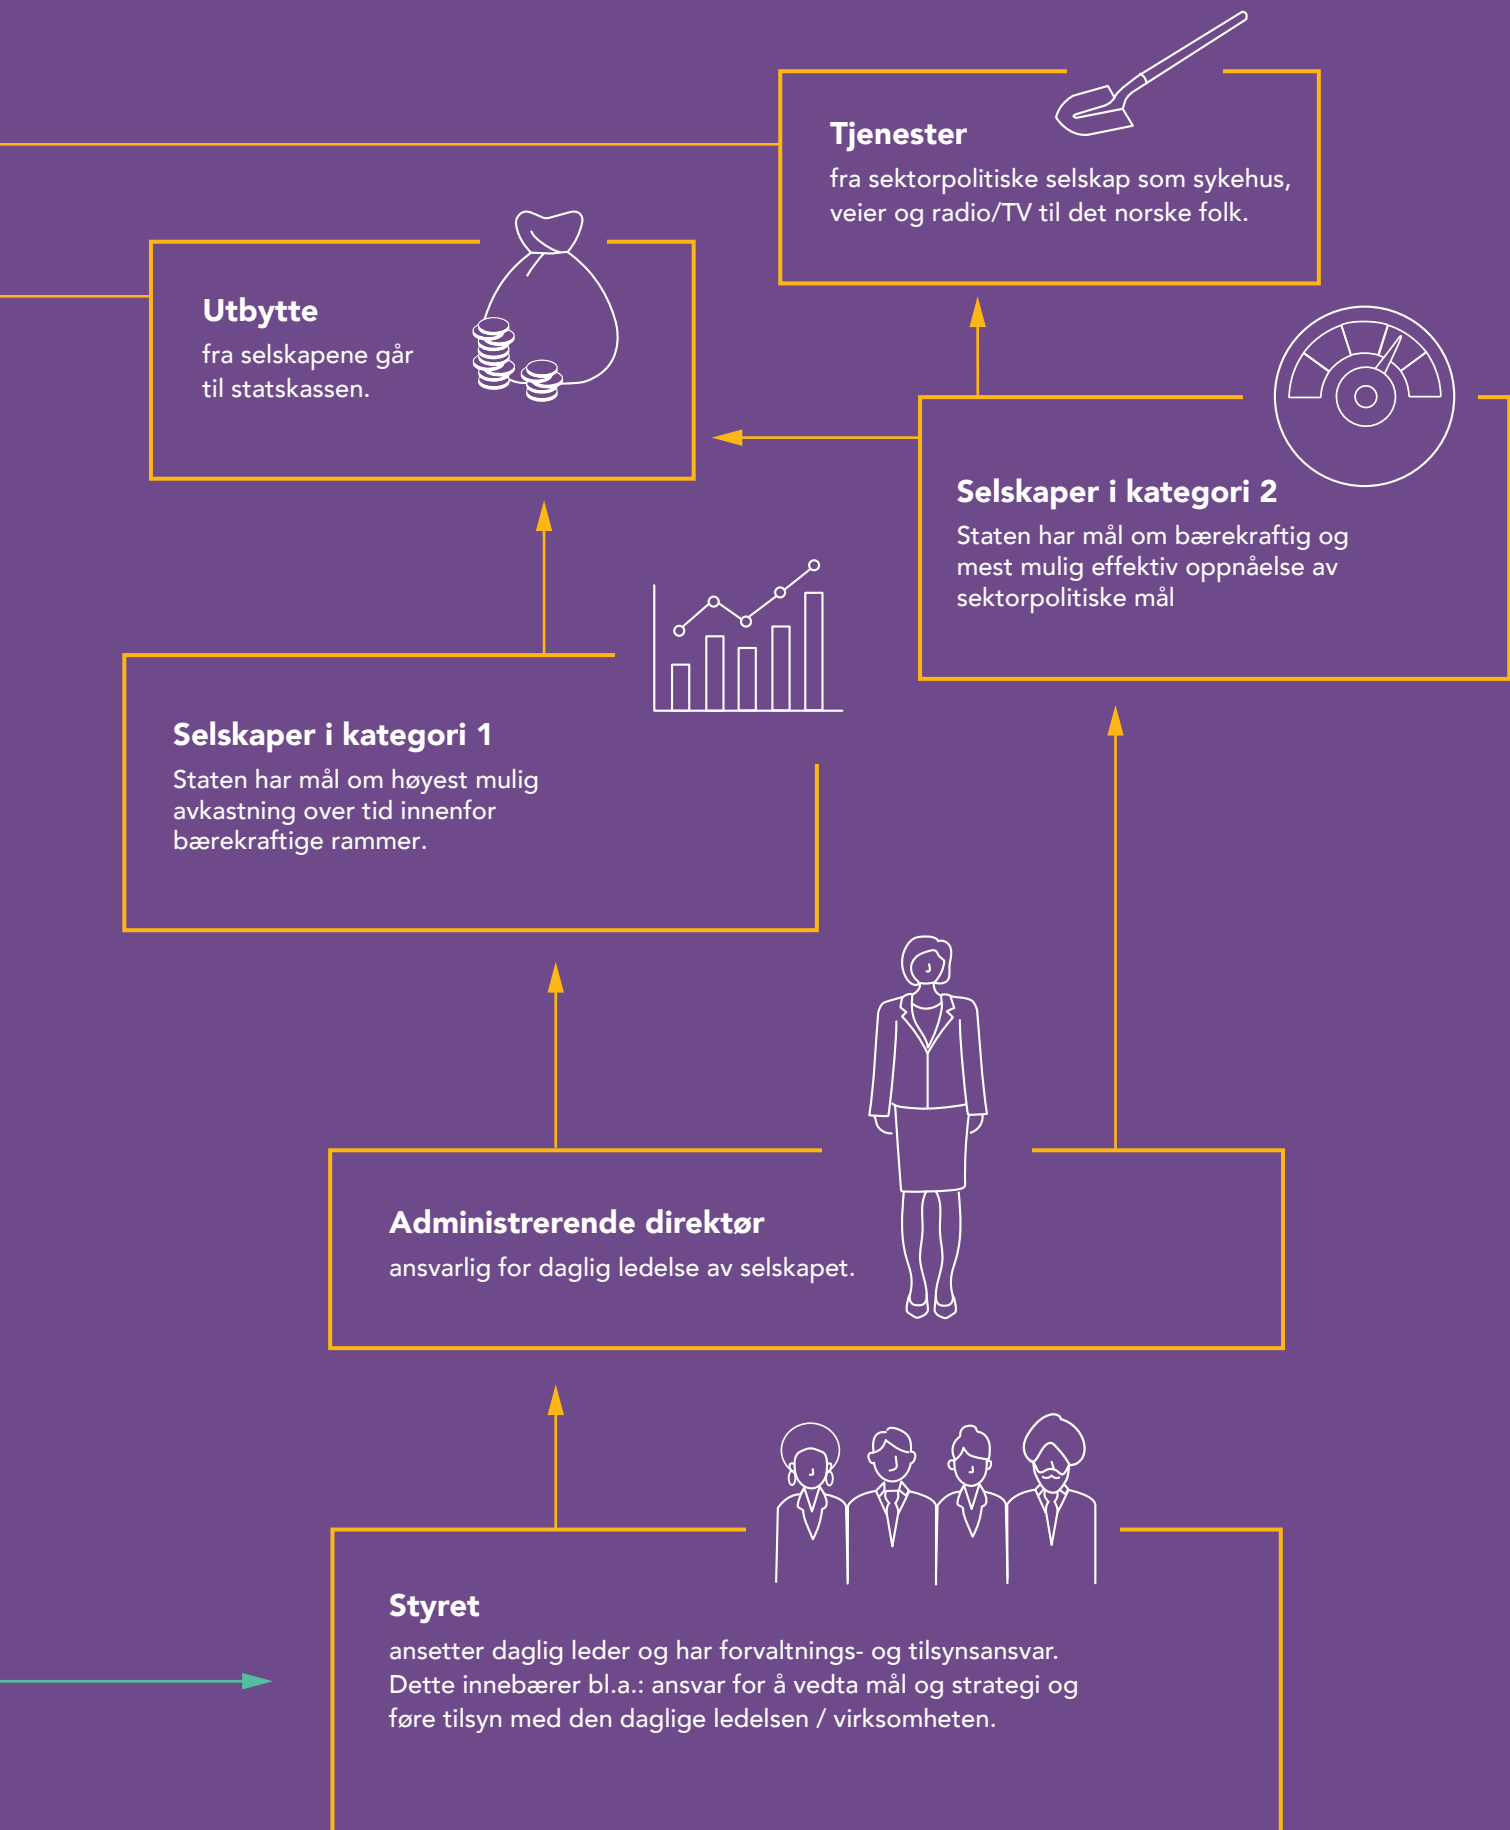 Tjenester
fra sektorpolitiske selskap som sykehus,
veier og radio/TV til det norske folk.
Utbytte
fra selskapene går
til statskassen.
Selskaper i kategori 2
Staten har mål om bærekraftig og
mest mulig effektiv oppnåelse av
sektorpolitiske mål
Selskaper i kategori 1
Staten har mål om høyest mulig
avkastning over tid innenfor
bærekraftige rammer.
Administrerende direktør
ansvarlig for daglig ledelse av selskapet.
Styret
ansetter daglig leder og har forvaltnings- og tilsynsansvar.
Dette innebærer bl.a.: ansvar for å vedta mål og strategi og
føre tilsyn med den daglige ledelsen / virksomheten.